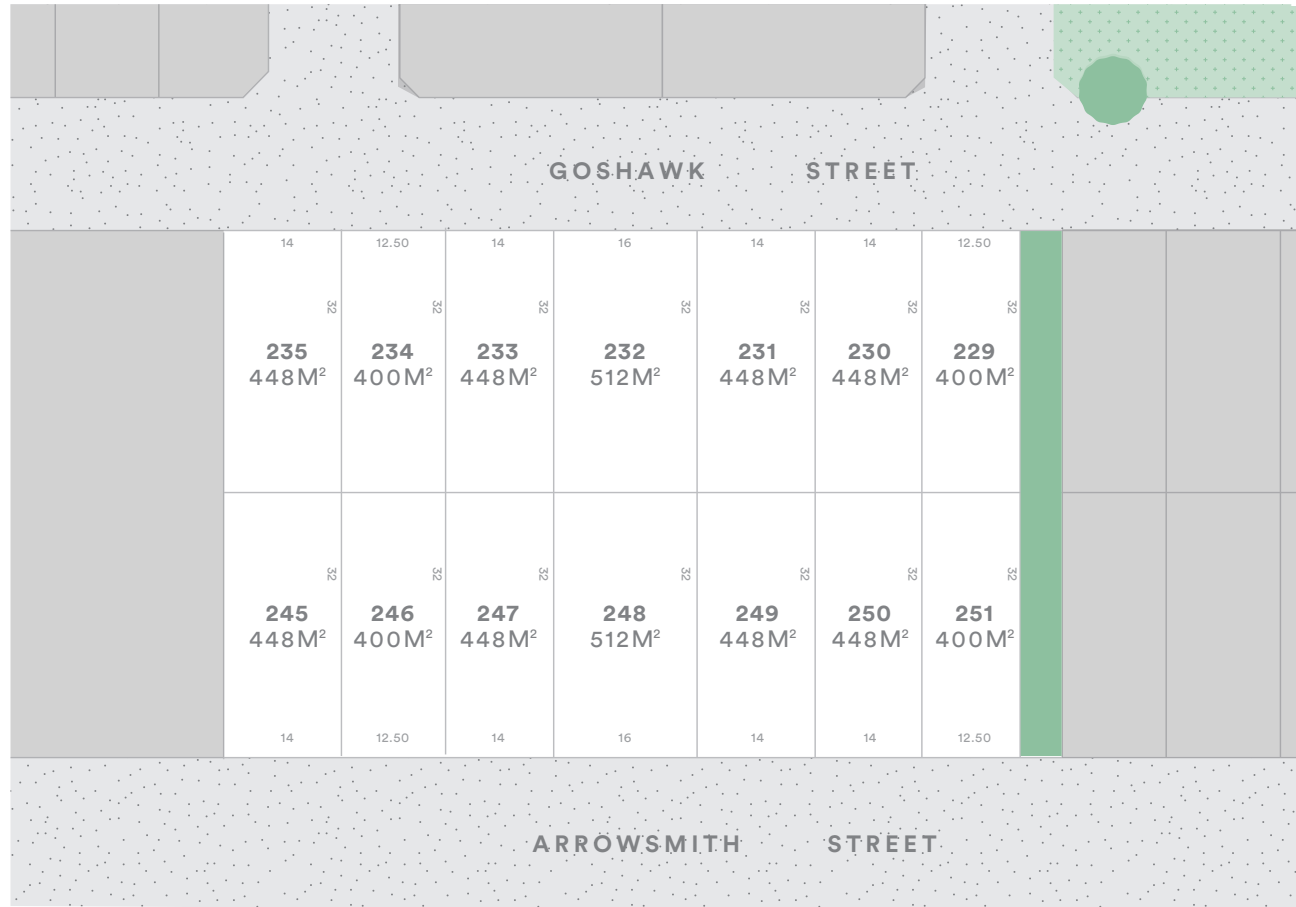 GOSHAWK STREET
14 12.50 14 16 14 14 12.50
32 32 32 32 32 32 32
235 234 233 232 231 230 229
448M² 400M² 448M² 512M² 448M² 448M² 400M²
32 32 32 32 32 32 32
245 246 247 248 249 250 251
448M² 400M² 448M² 512M² 448M² 448M² 400M²
14 12.50 14 16 14 14 12.50
ARROWSMITH STREET